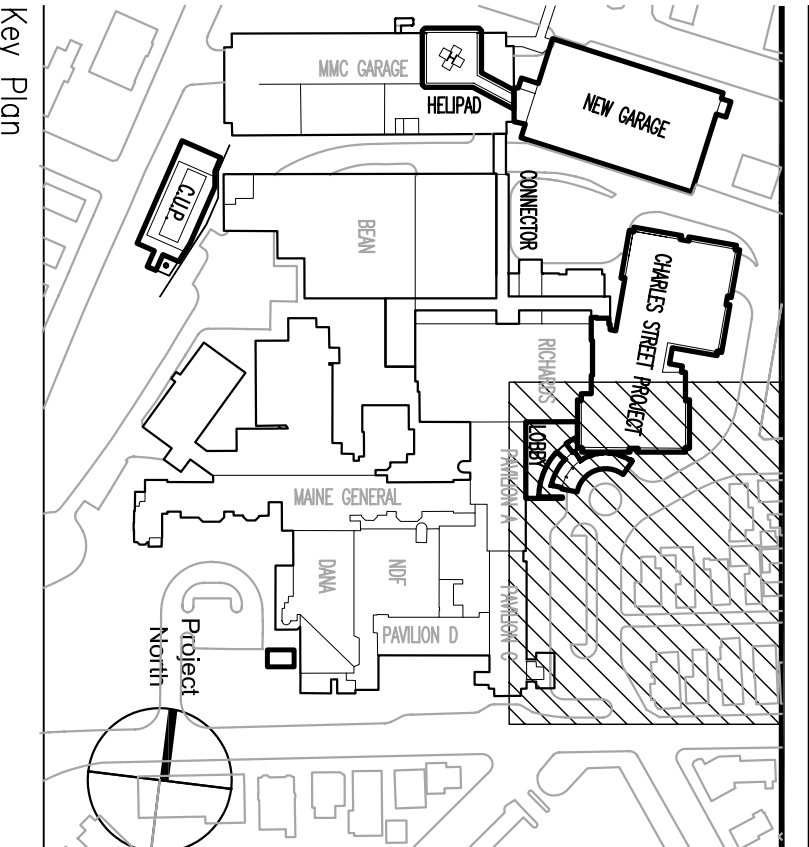 Key Plan
MMC GARAGE
HELIPAD
NEW GARAGE
C.U.P.
CONNECTOR
BEAN
CHARLES STREET PROJECT
RICHARDS
LOBBY
PAVILION A
MAINE GENERAL
DANA
NDF
PAVILION C
PAVILION D
Project
North